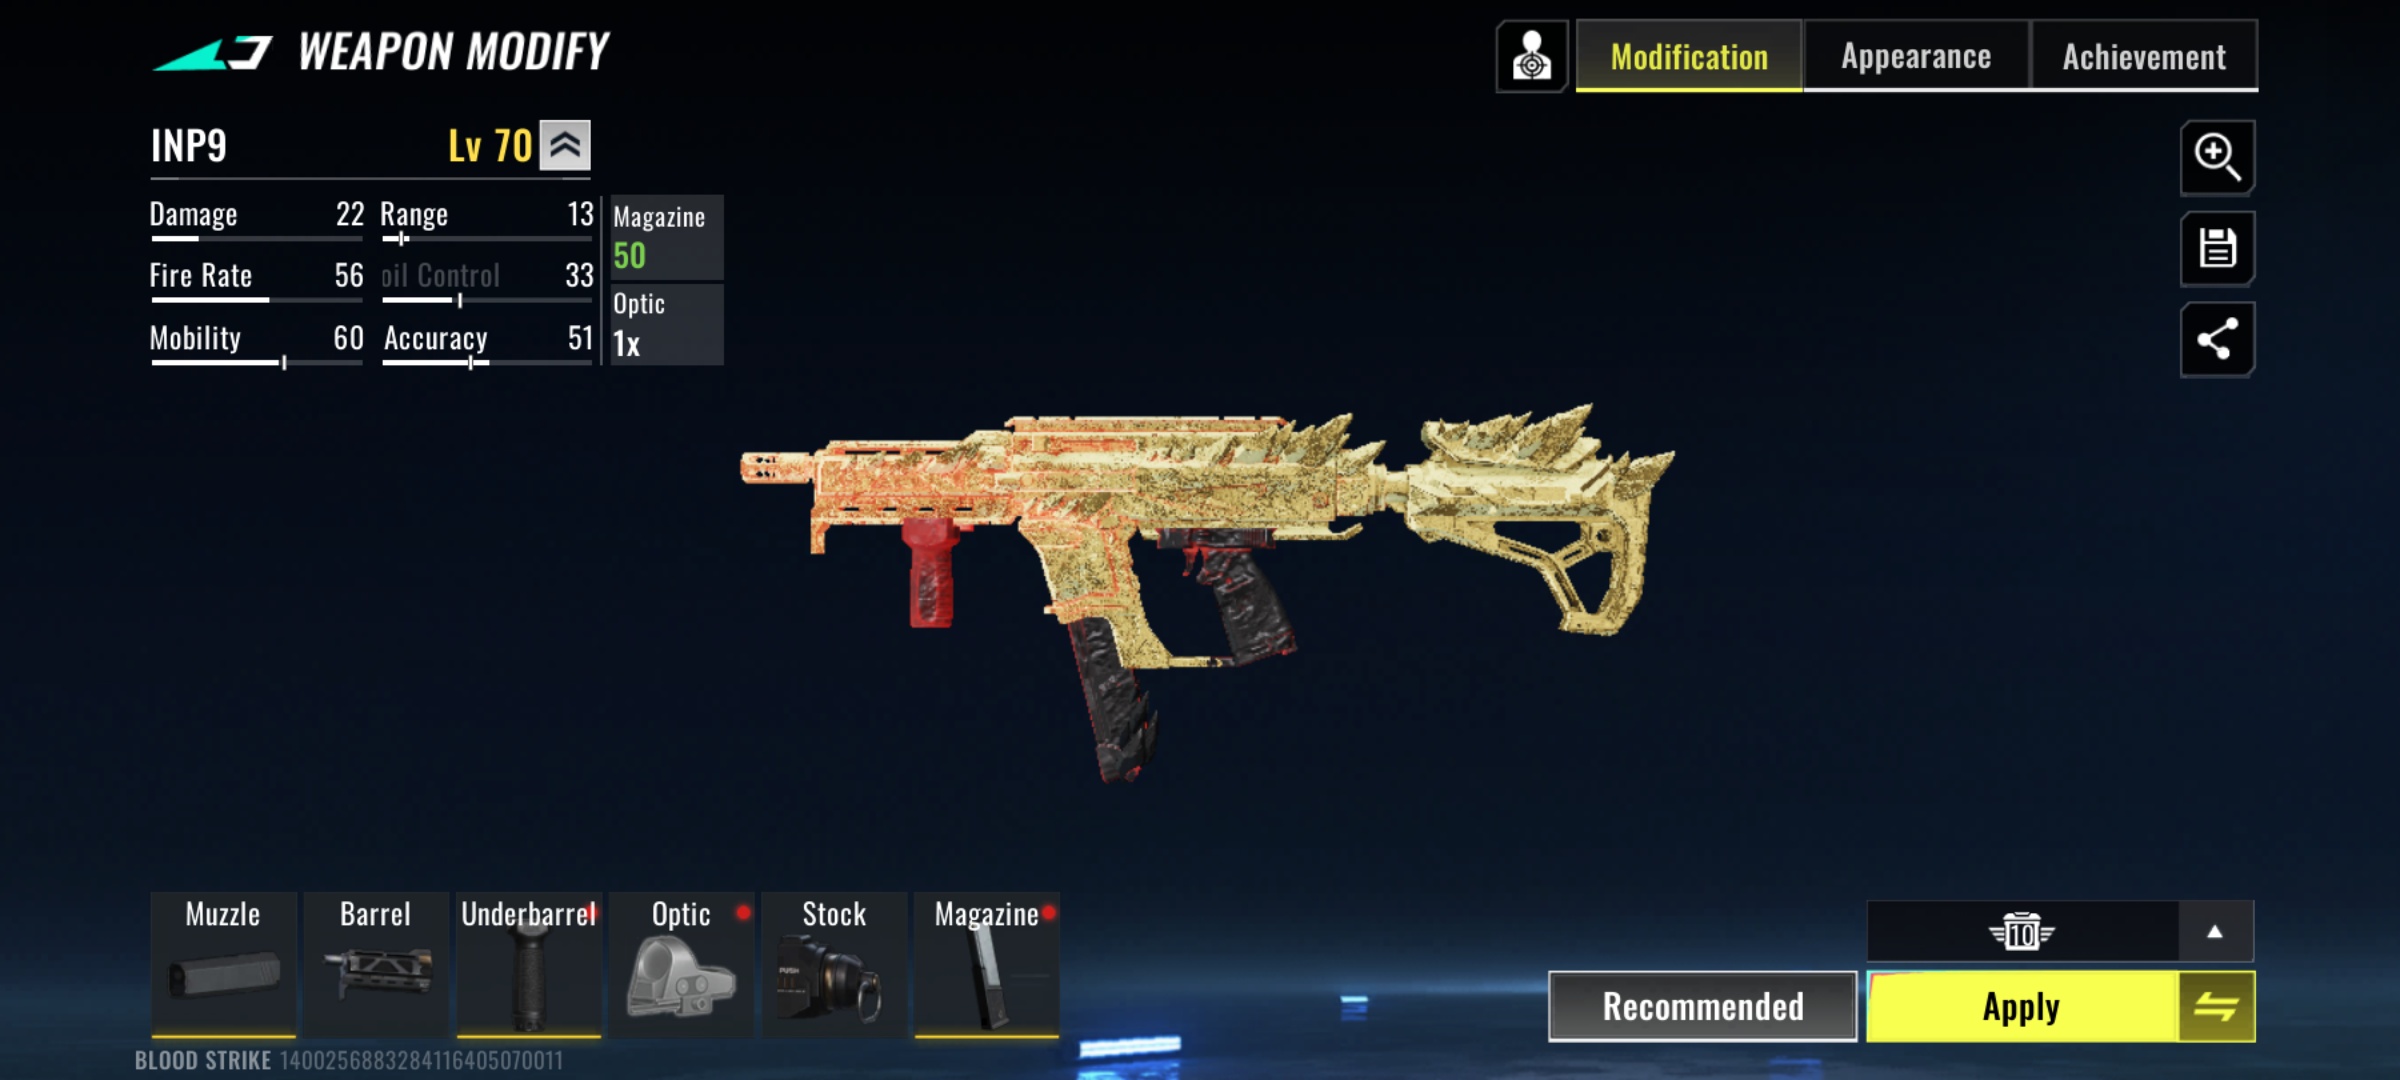 WEAPON MODIFY
Modification
Appearance
Achievement
INP9
Lv 70
Damage 22
Range 13
Magazine
50
Fire Rate 56
oil Control 33
Optic
1x
Mobility 60
Accuracy 51
Muzzle
Barrel
Underbarrel
Optic
Stock
Magazine
PUSH
10
Recommended
Apply
BLOOD STRIKE 1400256883284116405070011